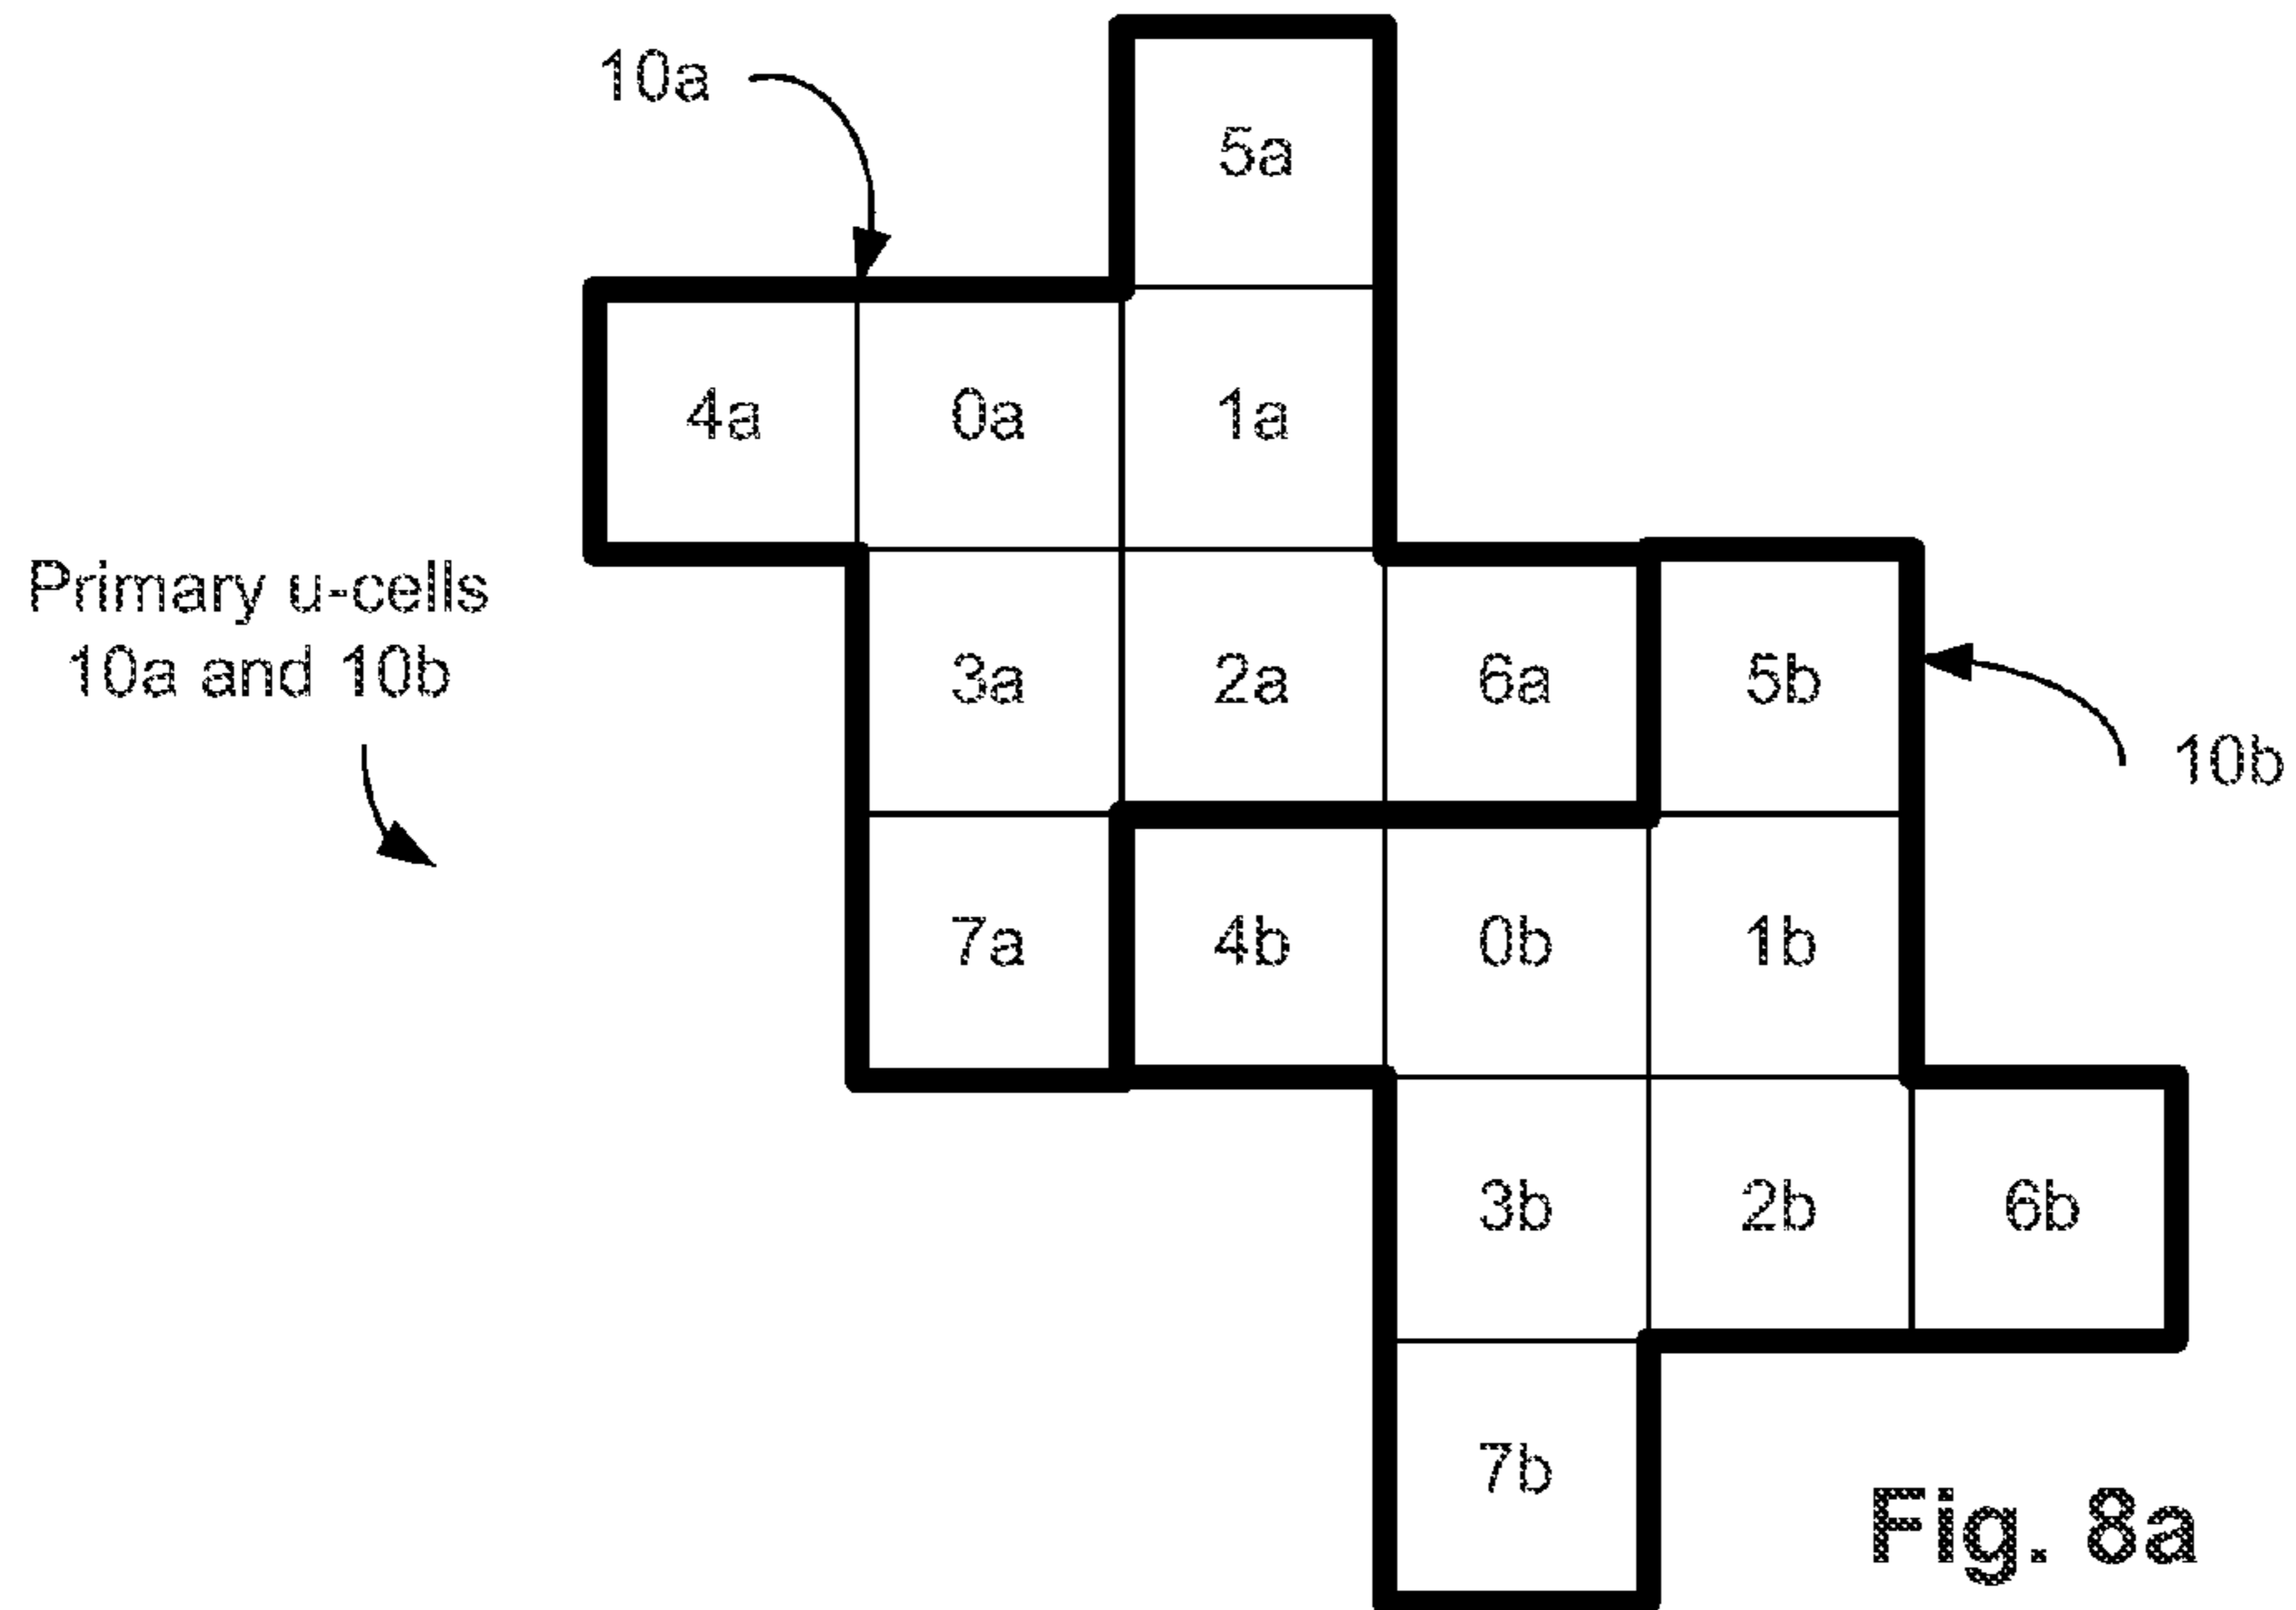 10a
5a
4a 0a 1a
Primary u-cells
10a and 10b
3a 2a 6a 5b
10b
7a 4b 0b 1b
3b 2b 6b
7b
Fig. 8a